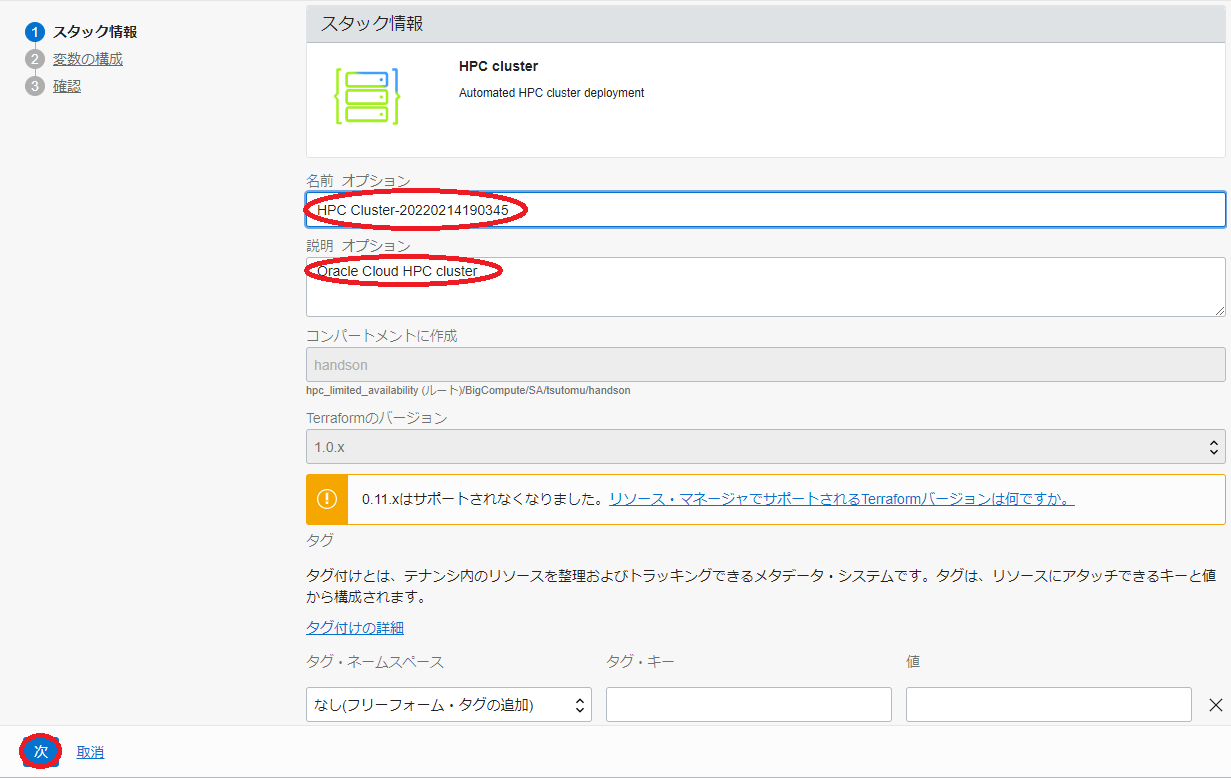 1 スタック情報
2 変数の構成
3 確認
スタック情報
HPC cluster
Automated HPC cluster deployment
名前 オプション
HPC Cluster-20220214190345
説明 オプション
Oracle Cloud HPC cluster
コンパートメントに作成
handson
hpc_limited_availability (ルート)/BigCompute/SA/tsutomu/handson
Terraformのバージョン
1.0.x
0.11.xはサポートされなくなりました。リソース・マネージャでサポートされるTerraformバージョンは何ですか。
タグ
タグ付けとは、テナンシ内のリソースを整理およびトラッキングできるメタデータ・システムです。タグは、リソースにアタッチできるキーと値
から構成されます。
タグ付けの詳細
タグ・ネームスペース タグ・キー 値
なし(フリーフォーム・タグの追加)
次 取消